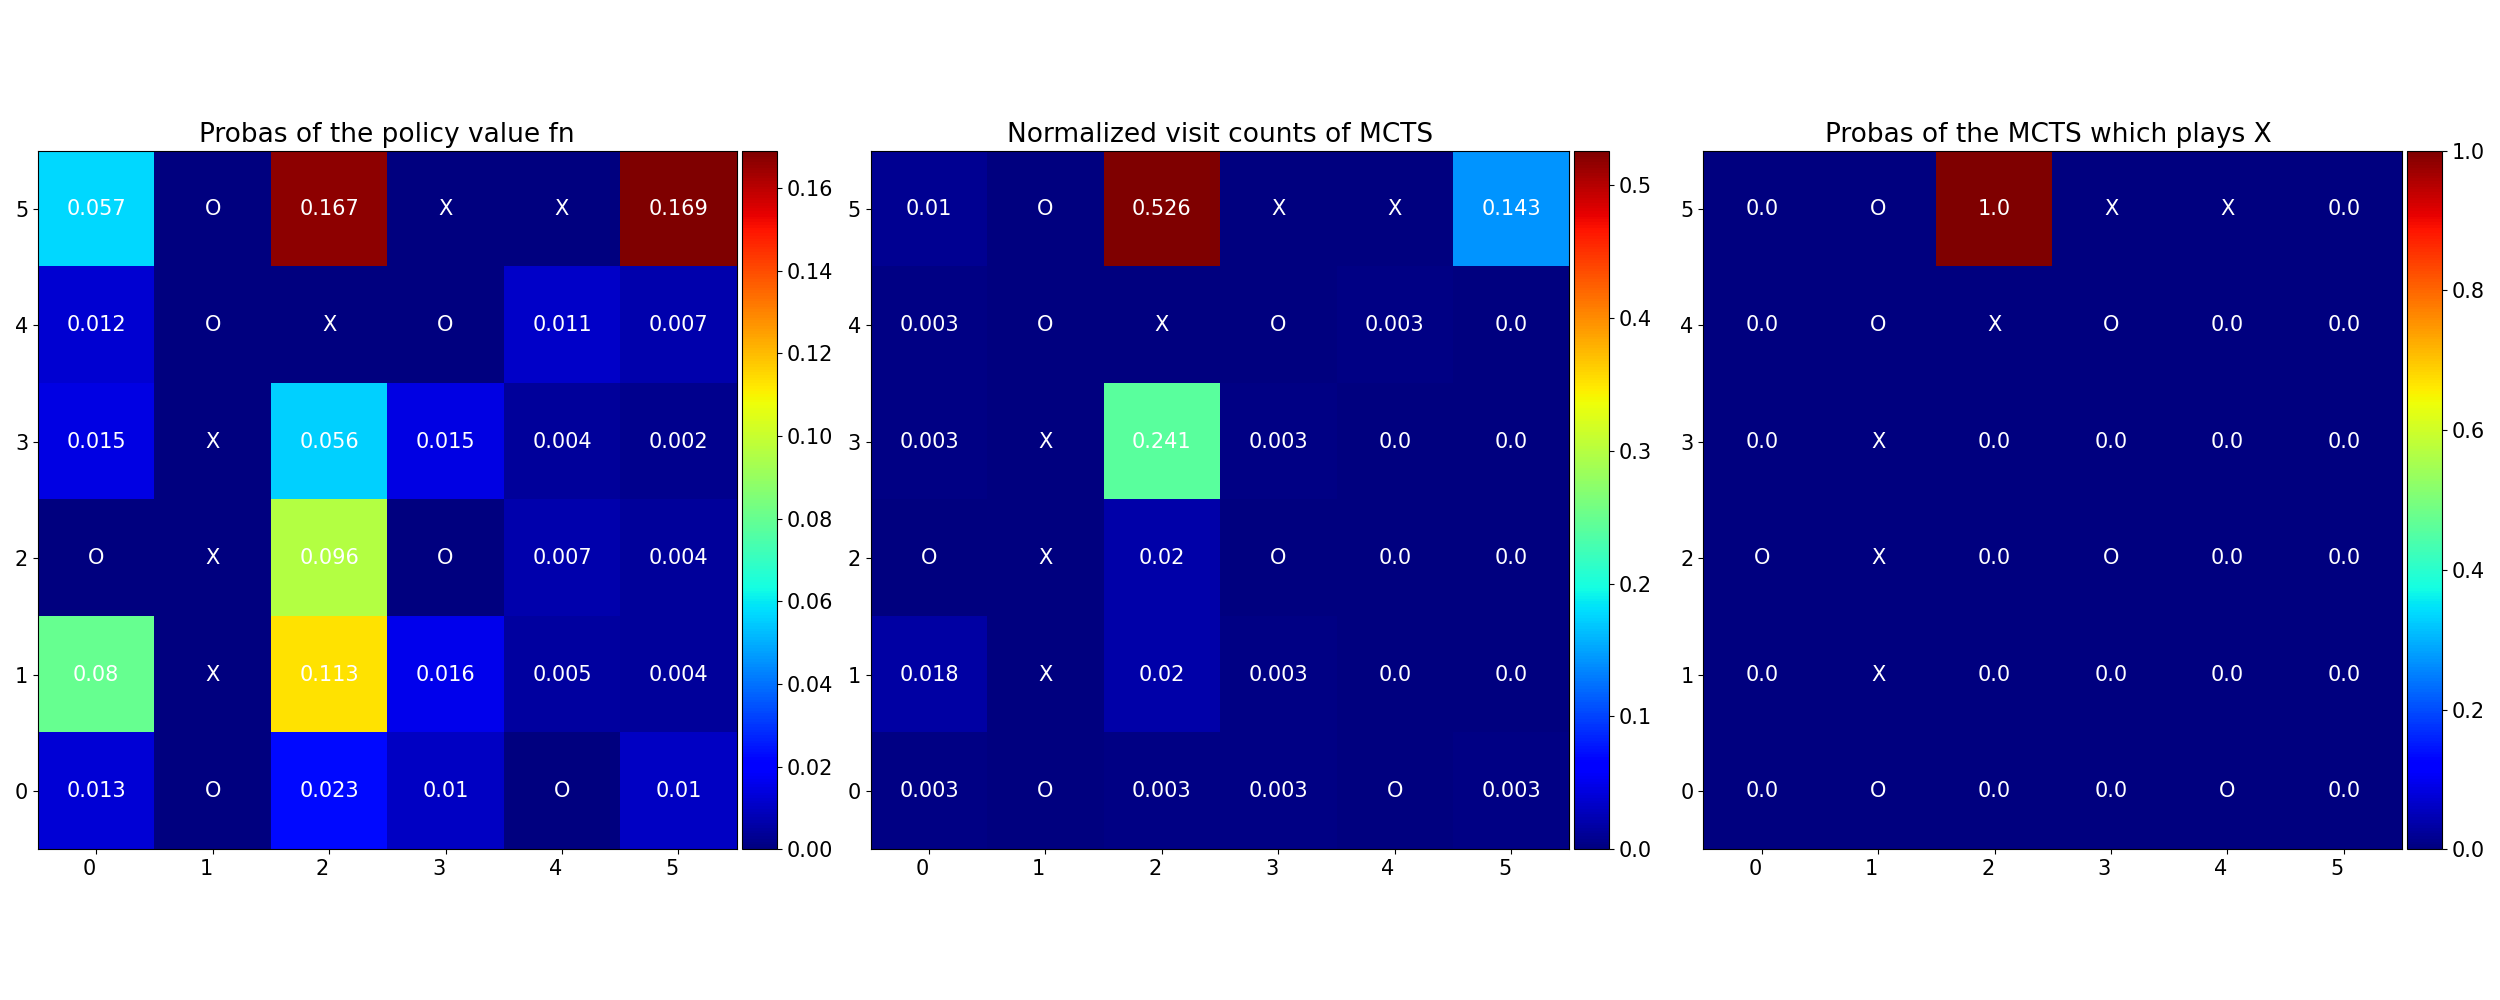 Probas of the policy value fn
5 0.057 O 0.167 X X 0.169
4 0.012 O X O 0.011 0.007
3 0.015 X 0.056 0.015 0.004 0.002
2 O X 0.096 O 0.007 0.004
1 0.08 X 0.113 0.016 0.005 0.004
0 0.013 O 0.023 0.01 O 0.01
0 1 2 3 4 5
0.16
0.14
0.12
0.10
0.08
0.06
0.04
0.02
0.00
Normalized visit counts of MCTS
5 0.01 O 0.526 X X 0.143
4 0.003 O X O 0.003 0.0
3 0.003 X 0.241 0.003 0.0 0.0
2 O X 0.02 O 0.0 0.0
1 0.018 X 0.02 0.003 0.0 0.0
0 0.003 O 0.003 0.003 O 0.003
0 1 2 3 4 5
0.5
0.4
0.3
0.2
0.1
0.0
Probas of the MCTS which plays X
5 0.0 O 1.0 X X 0.0
4 0.0 O X O 0.0 0.0
3 0.0 X 0.0 0.0 0.0 0.0
2 O X 0.0 O 0.0 0.0
1 0.0 X 0.0 0.0 0.0 0.0
0 0.0 O 0.0 0.0 O 0.0
0 1 2 3 4 5
1.0
0.8
0.6
0.4
0.2
0.0